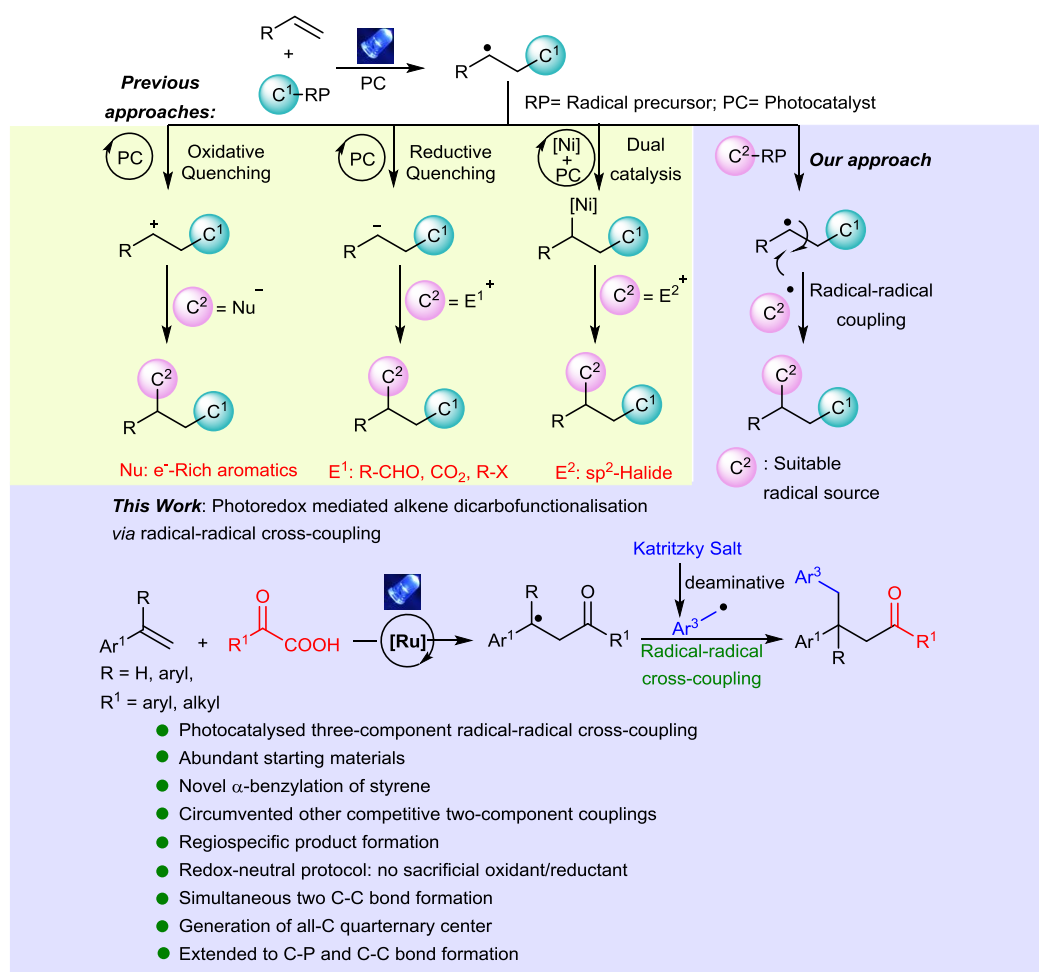 R
+
C1-RP
PC
R
C1
Previous
approaches:
RP= Radical precursor; PC= Photocatalyst
PC
Oxidative
Quenching
PC
Reductive
Quenching
[Ni]
+
PC
Dual
catalysis
C2-RP
Our approach
R + C1
R − C1
[Ni]
R C1
R C1
C2 = Nu−
C2 = E1+
C2 = E2+
C2
Radical-radical
coupling
C2
R C1
C2
R C1
C2
R C1
C2
R C1
Nu: e--Rich aromatics
E1: R-CHO, CO2, R-X
E2: sp2-Halide
C2 : Suitable
radical source
This Work: Photoredox mediated alkene dicarbofunctionalisation
via radical-radical cross-coupling
R
Ar1
+
O
R1 COOH
[Ru]
R O
Ar1 R1
Katritzky Salt
deaminative
Ar3
Radical-radical
cross-coupling
Ar3
O
Ar1 R R1
R = H, aryl,
R1 = aryl, alkyl
Photocatalysed three-component radical-radical cross-coupling
Abundant starting materials
Novel α-benzylation of styrene
Circumvented other competitive two-component couplings
Regiospecific product formation
Redox-neutral protocol: no sacrificial oxidant/reductant
Simultaneous two C-C bond formation
Generation of all-C quarternary center
Extended to C-P and C-C bond formation